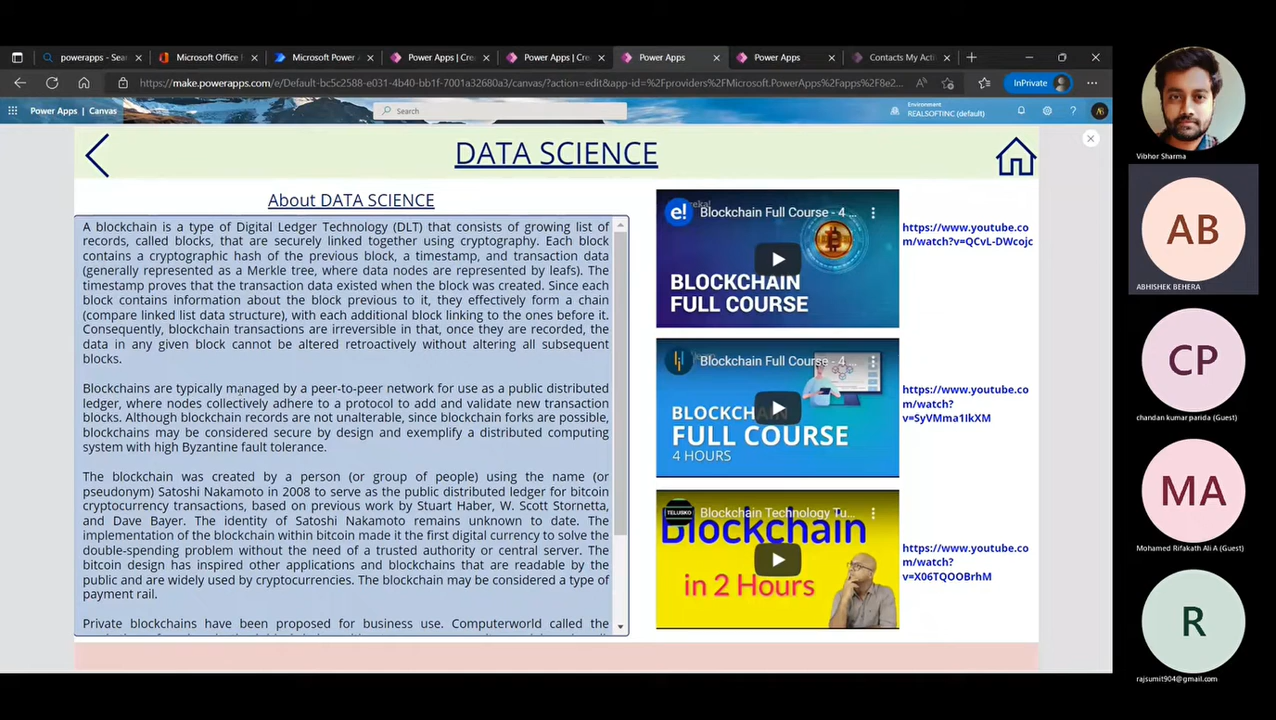 powerapps - Sea
Microsoft Office
Microsoft Power
Power Apps | Cre
Power Apps | Cre
Power Apps
Power Apps
Contacts My Acti
https://make.powerapps.com/e/Default-bc5c2588-e031-4b40-bb1f-7001a32680a3/canvas/?action=edit&app-id=%2Fproviders%2FMicrosoft.PowerApps%2Fapps%2F8e2...
InPrivate
Power Apps | Canvas
Search
Environment
REALSOFTINC (default)
AB
DATA SCIENCE
About DATA SCIENCE
A blockchain is a type of Digital Ledger Technology (DLT) that consists of growing list of
records, called blocks, that are securely linked together using cryptography. Each block
contains a cryptographic hash of the previous block, a timestamp, and transaction data
(generally represented as a Merkle tree, where data nodes are represented by leafs). The
timestamp proves that the transaction data existed when the block was created. Since each
block contains information about the block previous to it, they effectively form a chain
(compare linked list data structure), with each additional block linking to the ones before it.
Consequently, blockchain transactions are irreversible in that, once they are recorded, the
data in any given block cannot be altered retroactively without altering all subsequent
blocks.
Blockchains are typically managed by a peer-to-peer network for use as a public distributed
ledger, where nodes collectively adhere to a protocol to add and validate new transaction
blocks. Although blockchain records are not unalterable, since blockchain forks are possible,
blockchains may be considered secure by design and exemplify a distributed computing
system with high Byzantine fault tolerance.
The blockchain was created by a person (or group of people) using the name (or
pseudonym) Satoshi Nakamoto in 2008 to serve as the public distributed ledger for bitcoin
cryptocurrency transactions, based on previous work by Stuart Haber, W. Scott Stornetta,
and Dave Bayer. The identity of Satoshi Nakamoto remains unknown to date. The
implementation of the blockchain within bitcoin made it the first digital currency to solve the
double-spending problem without the need of a trusted authority or central server. The
bitcoin design has inspired other applications and blockchains that are readable by the
public and are widely used by cryptocurrencies. The blockchain may be considered a type of
payment rail.
Private blockchains have been proposed for business use. Computerworld called the
e!
Blockchain Full Course - 4 ...
BLOCKCHAIN
FULL COURSE
https://www.youtube.co
m/watch?v=QCvL-DWcojc
Blockchain Full Course - 4 ...
BLOCKCHAIN
FULL COURSE
4 HOURS
https://www.youtube.co
m/watch?
v=SyVMma1IkXM
TELUSKO
Blockchain Technology Tu...
Blockchain
in 2 Hours
https://www.youtube.co
m/watch?
v=X06TQOOBrhM
Vibhor Sharma
AB
ABHISHEK BEHERA
CP
chandan kumar parida (Guest)
MA
Mohamed Rifakath Ali A (Guest)
R
rajsumit904@gmail.com